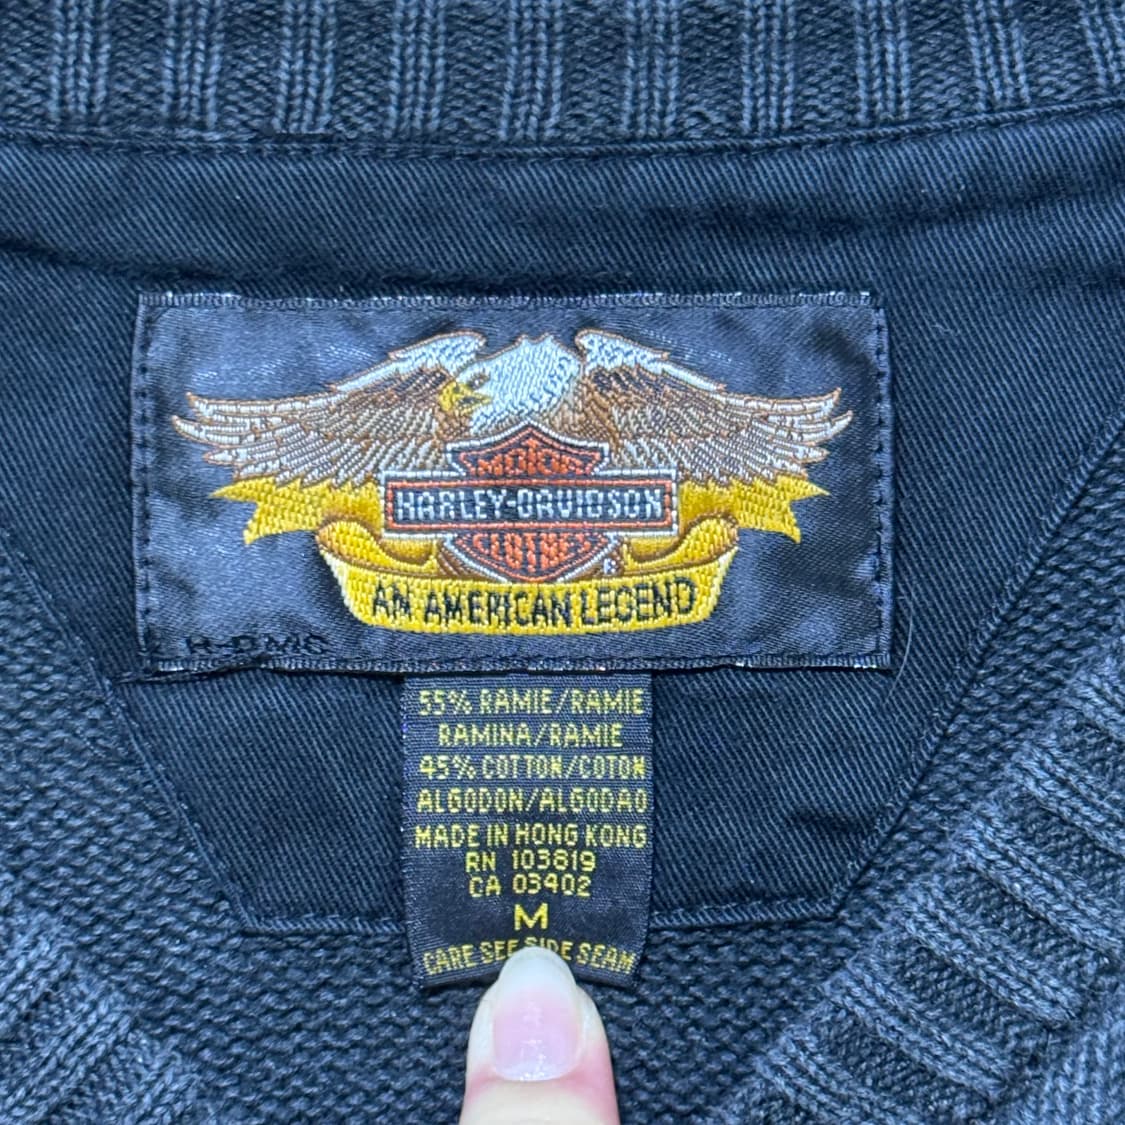 MOTOR
HARLEY-DAVIDSON
CLOTHES
®
AN AMERICAN LEGEND
H-DMS
55% RAMIE/RAMIE
RAMINA/RAMIE
45% COTTON/COTON
ALGODON/ALGODAO
MADE IN HONG KONG
RN 103819
CA 03402
M
CARE SEE SIDE SEAM